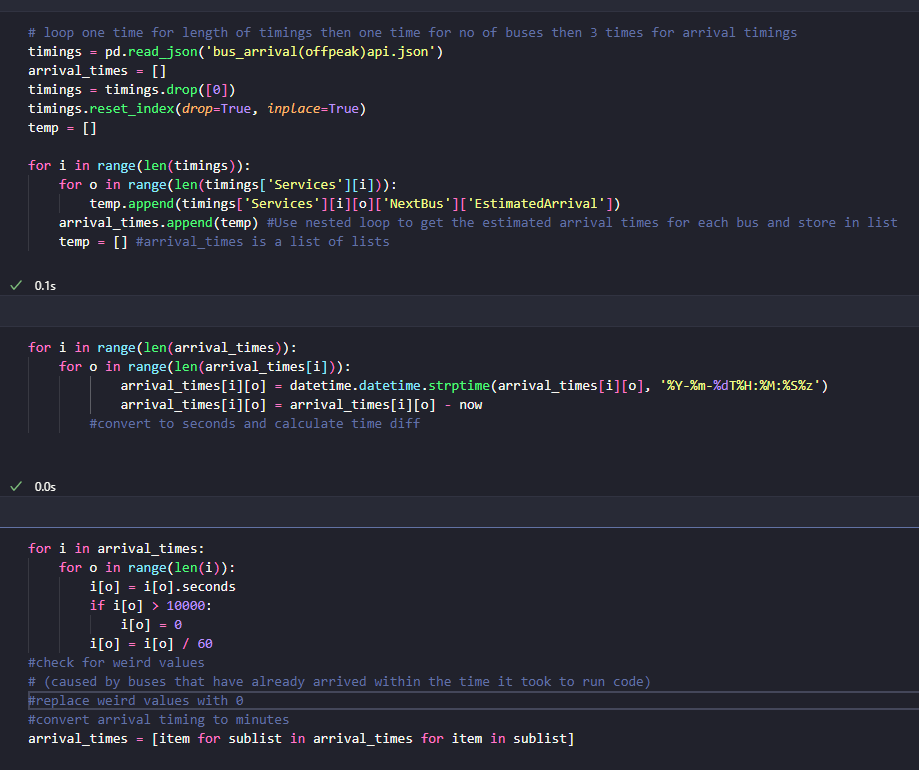 # loop one time for length of timings then one time for no of buses then 3 times for arrival timings
timings = pd.read_json('bus_arrival(offpeak)api.json')
arrival_times = []
timings = timings.drop([0])
timings.reset_index(drop=True, inplace=True)
temp = []
for i in range(len(timings)):
    for o in range(len(timings['Services'][i])):
        temp.append(timings['Services'][i][o]['NextBus']['EstimatedArrival'])
    arrival_times.append(temp) #Use nested loop to get the estimated arrival times for each bus and store in list
    temp = [] #arrival_times is a list of lists
✓ 0.1s
for i in range(len(arrival_times)):
    for o in range(len(arrival_times[i])):
            arrival_times[i][o] = datetime.datetime.strptime(arrival_times[i][o], '%Y-%m-%dT%H:%M:%S%z')
            arrival_times[i][o] = arrival_times[i][o] - now
        #convert to seconds and calculate time diff
✓ 0.0s
for i in arrival_times:
    for o in range(len(i)):
        i[o] = i[o].seconds
        if i[o] > 10000:
            i[o] = 0
        i[o] = i[o] / 60
#check for weird values
# (caused by buses that have already arrived within the time it took to run code)
#replace weird values with 0
#convert arrival timing to minutes
arrival_times = [item for sublist in arrival_times for item in sublist]